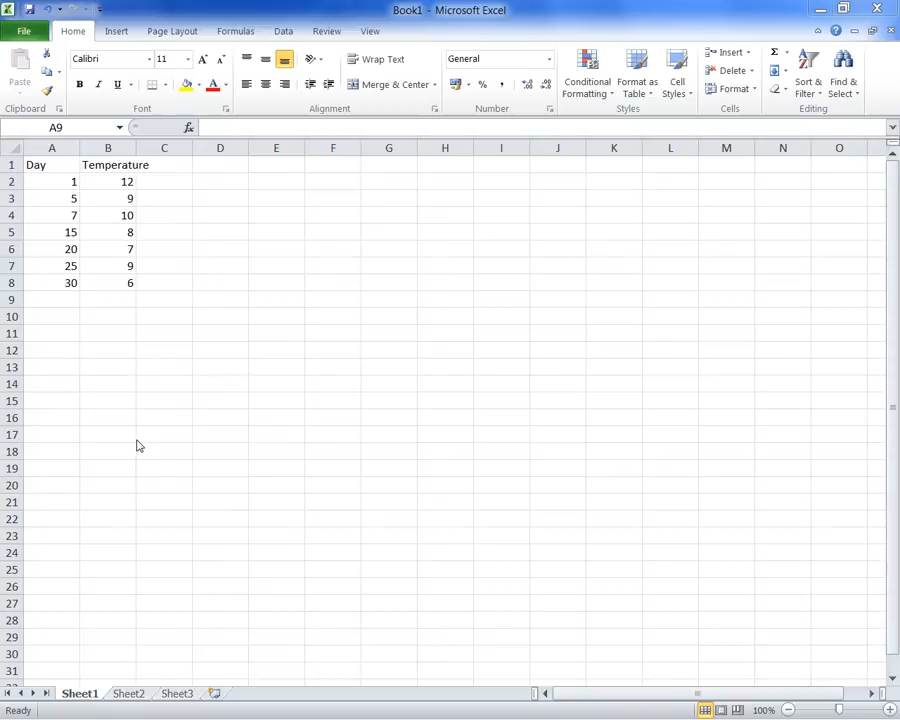 Book1 - Microsoft Excel
File Home Insert Page Layout Formulas Data Review View
Calibri 11 Wrap Text General Insert Σ
Paste B I U Merge & Center $ % , Conditional Formatting Format as Table Cell Styles Delete Format Sort & Filter Find & Select
Clipboard Font Alignment Number Styles Cells Editing
A9 fx
A B C D E F G H I J K L M N O
1 Day Temperature
2 1 12
3 5 9
4 7 10
5 15 8
6 20 7
7 25 9
8 30 6
9
10
11
12
13
14
15
16
17
18
19
20
21
22
23
24
25
26
27
28
29
30
31
Sheet1 Sheet2 Sheet3
Ready 100%